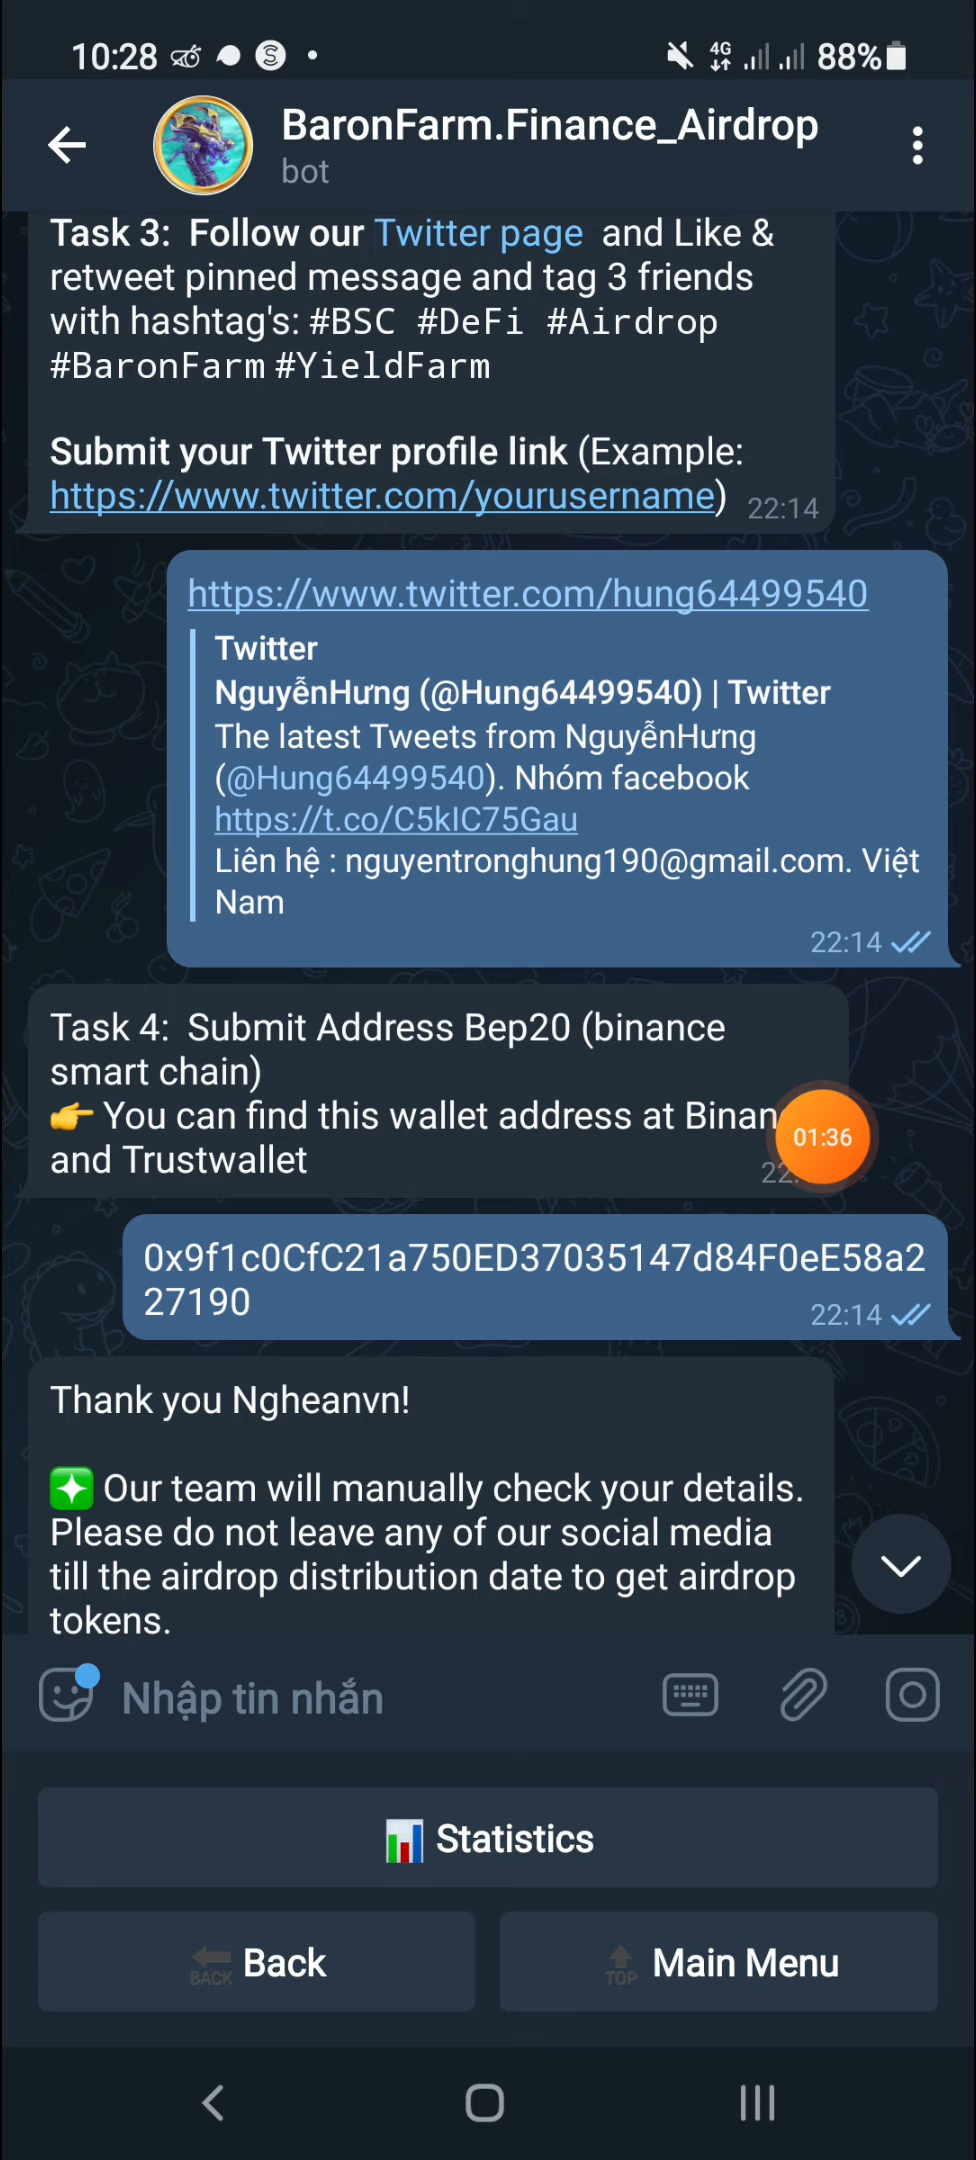 10:28
4G
88%
BaronFarm.Finance_Airdrop
bot
Task 3:  Follow our Twitter page  and Like &
retweet pinned message and tag 3 friends
with hashtag's: #BSC #DeFi #Airdrop
#BaronFarm #YieldFarm
Submit your Twitter profile link (Example:
https://www.twitter.com/yourusername)
22:14
https://www.twitter.com/hung64499540
Twitter
NguyễnHưng (@Hung64499540) | Twitter
The latest Tweets from NguyễnHưng
(@Hung64499540). Nhóm facebook
https://t.co/C5kIC75Gau
Liên hệ : nguyentronghung190@gmail.com. Việt
Nam
22:14
Task 4:  Submit Address Bep20 (binance
smart chain)
👉 You can find this wallet address at
and Trustwallet
01:36
0x9f1c0CfC21a750ED37035147d84F0eE58a2
27190
22:14
Thank you Ngheanvn!
Our team will manually check your details.
Please do not leave any of our social media
till the airdrop distribution date to get airdrop
tokens.
Nhập tin nhắn
Statistics
BACK Back
TOP Main Menu